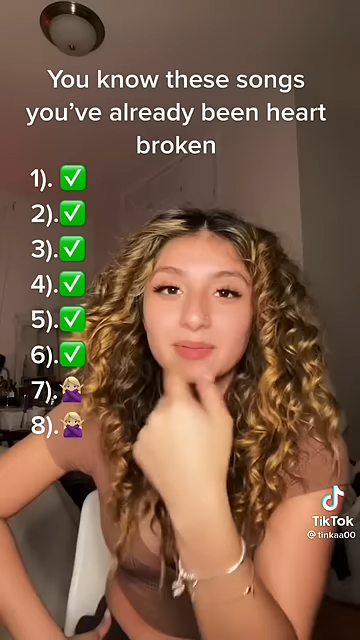 You know these songs
you’ve already been heart
broken
1). ✅
2). ✅
3). ✅
4). ✅
5). ✅
6). ✅
7). 🙅🏼‍♀️
8). 🙅🏼‍♀️
TikTok
@tinkaa00